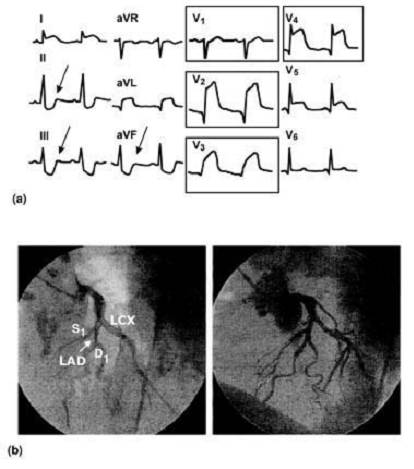 I aVR V1 V4
II
aVL V2 V5
III aVF V3 V6
(a)
LCX
S1
LAD D1
(b)